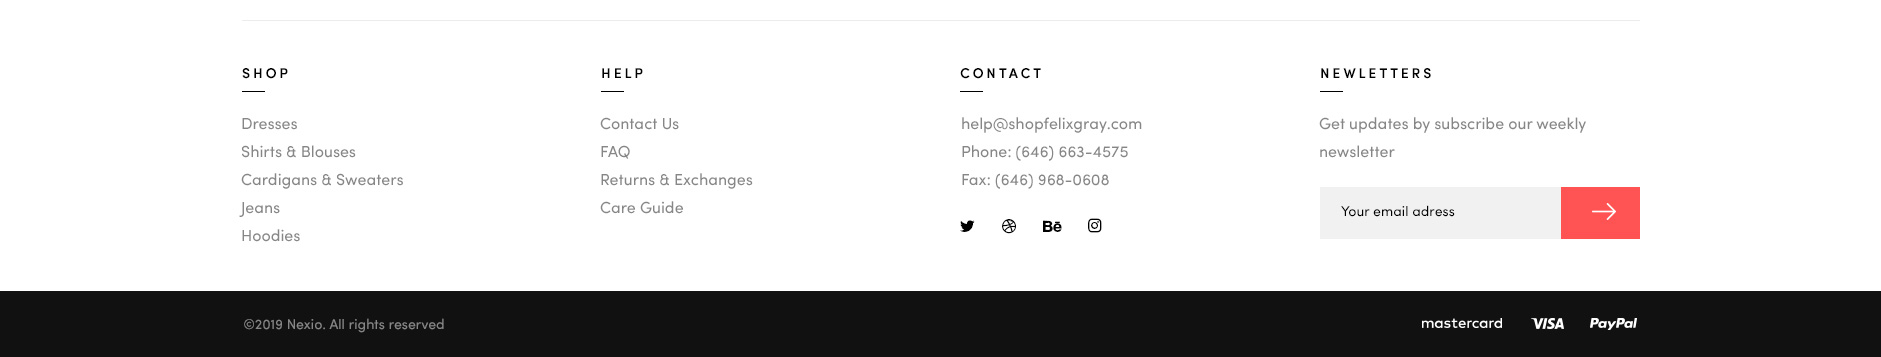 SHOP
Dresses
Shirts & Blouses
Cardigans & Sweaters
Jeans
Hoodies
HELP
Contact Us
FAQ
Returns & Exchanges
Care Guide
CONTACT
help@shopfelixgray.com
Phone: (646) 663-4575
Fax: (646) 968-0608
Bē
NEWLETTERS
Get updates by subscribe our weekly
newsletter
Your email adress
©2019 Nexio. All rights reserved
mastercard VISA PayPal